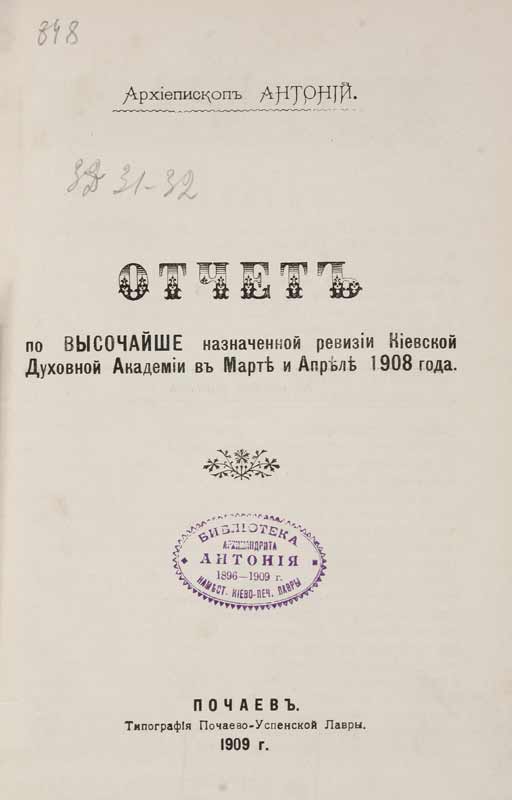 848
Архіепископъ АНТОНІЙ.
ЗД 31-32
ОТЧЕТЪ
по ВЫСОЧАЙШЕ назначенной ревизіи Кіевской
Духовной Академіи въ Мартѣ и Апрѣлѣ 1908 года.
БИБЛІОТЕКА
АРХИМАНДРИТА
АНТОНІЯ
1896—1909 г.
НАМѢСТ. КІЕВО-ПЕЧ. ЛАВРЫ
ПОЧАЕВЪ.
Типографія Почаево-Успенской Лавры.
1909 г.